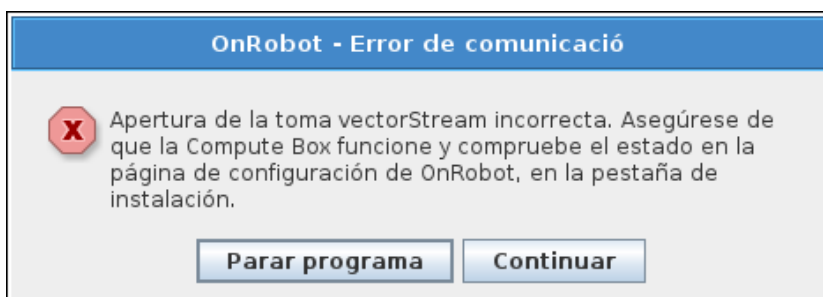 OnRobot - Error de comunicació
Apertura de la toma vectorStream incorrecta. Asegúrese de
que la Compute Box funcione y compruebe el estado en la
página de configuración de OnRobot, en la pestaña de
instalación.
Parar programa Continuar